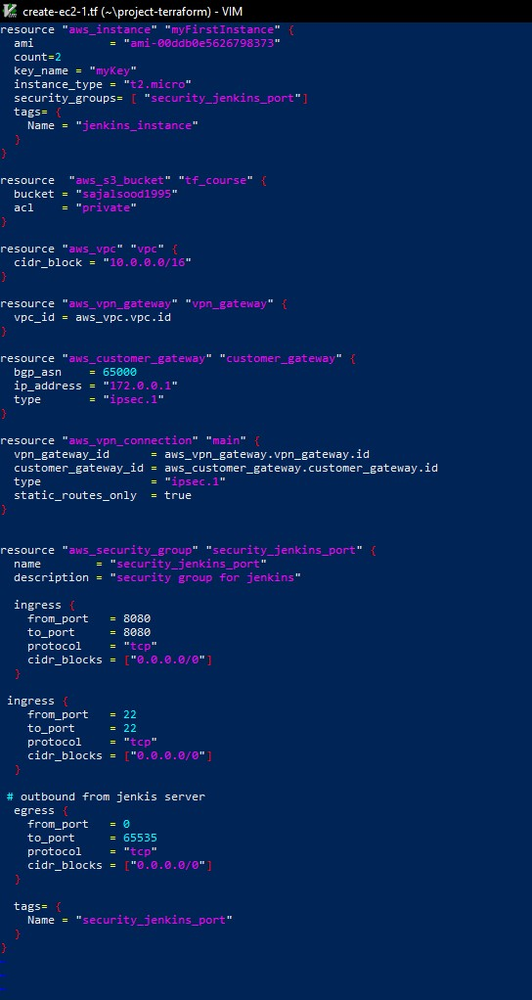 create-ec2-1.tf (~\project-terraform) - VIM
resource "aws_instance" "myFirstInstance" {
  ami           = "ami-00ddb0e5626798373"
  count=2
  key_name = "myKey"
  instance_type = "t2.micro"
  security_groups= [ "security_jenkins_port"]
  tags= {
    Name = "jenkins_instance"
  }
}

resource  "aws_s3_bucket" "tf_course" {
  bucket = "sajalsood1995"
  acl    = "private"
}

resource "aws_vpc" "vpc" {
  cidr_block = "10.0.0.0/16"
}

resource "aws_vpn_gateway" "vpn_gateway" {
  vpc_id = aws_vpc.vpc.id
}

resource "aws_customer_gateway" "customer_gateway" {
  bgp_asn    = 65000
  ip_address = "172.0.0.1"
  type       = "ipsec.1"
}

resource "aws_vpn_connection" "main" {
  vpn_gateway_id      = aws_vpn_gateway.vpn_gateway.id
  customer_gateway_id = aws_customer_gateway.customer_gateway.id
  type                = "ipsec.1"
  static_routes_only  = true
}


resource "aws_security_group" "security_jenkins_port" {
  name        = "security_jenkins_port"
  description = "security group for jenkins"

  ingress {
    from_port   = 8080
    to_port     = 8080
    protocol    = "tcp"
    cidr_blocks = ["0.0.0.0/0"]
  }

 ingress {
    from_port   = 22
    to_port     = 22
    protocol    = "tcp"
    cidr_blocks = ["0.0.0.0/0"]
  }

 # outbound from jenkis server
  egress {
    from_port   = 0
    to_port     = 65535
    protocol    = "tcp"
    cidr_blocks = ["0.0.0.0/0"]
  }

  tags= {
    Name = "security_jenkins_port"
  }
}
~
~
~